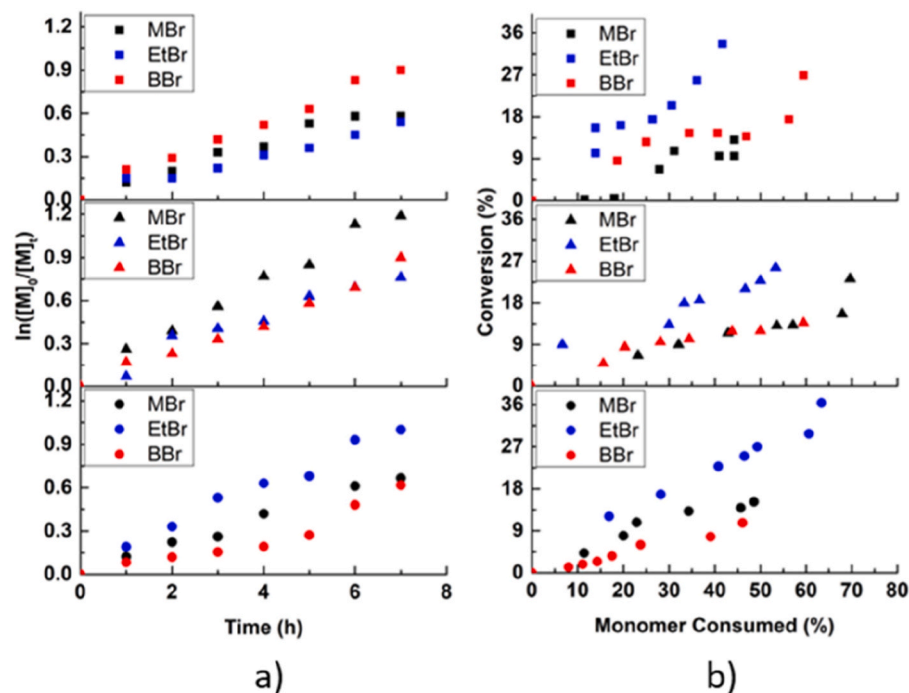 1.2
0.9
0.6
0.3
0.0
MBr
EtBr
BBr
1.2
0.9
0.6
0.3
0.0
MBr
EtBr
BBr
1.2
0.9
0.6
0.3
0.0
MBr
EtBr
BBr
ln([M]₀/[M]ₜ)
0 2 4 6 8
Time (h)
a)
36
27
18
9
0
MBr
EtBr
BBr
36
27
18
9
0
MBr
EtBr
BBr
36
27
18
9
0
MBr
EtBr
BBr
Conversion (%)
0 10 20 30 40 50 60 70 80
Monomer Consumed (%)
b)